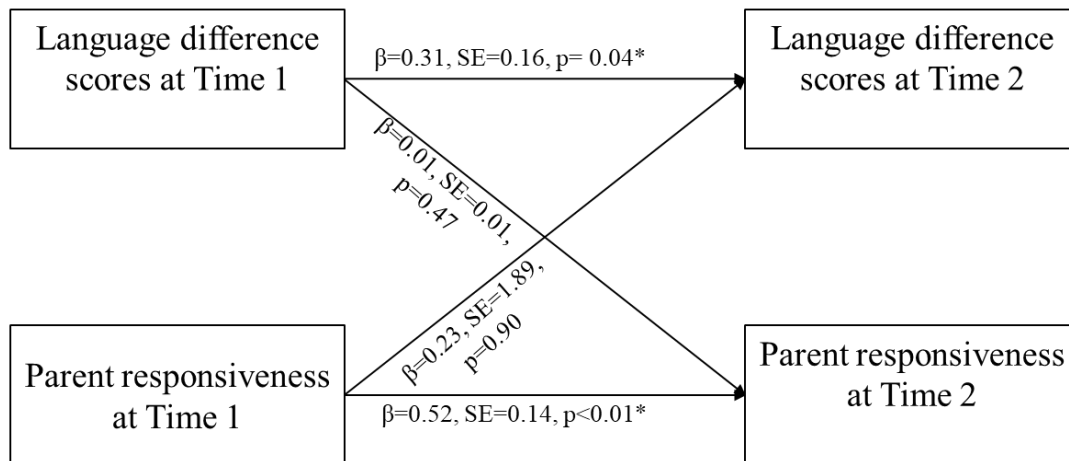 Language difference
scores at Time 1
β=0.31, SE=0.16, p= 0.04*
Language difference
scores at Time 2
β=0.01, SE=0.01,
p=0.47
β=0.23, SE=1.89,
p=0.90
Parent responsiveness
at Time 1
β=0.52, SE=0.14, p<0.01*
Parent responsiveness
at Time 2